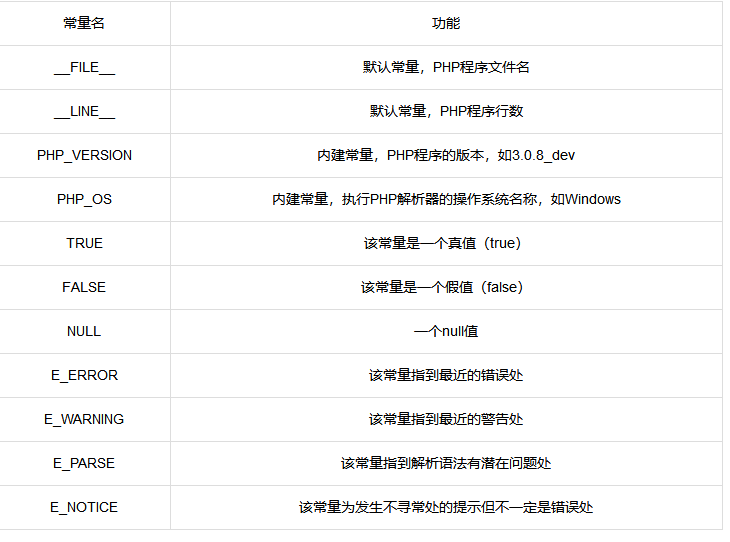 常量名 功能
__FILE__ 默认常量，PHP程序文件名
__LINE__ 默认常量，PHP程序行数
PHP_VERSION 内建常量，PHP程序的版本，如3.0.8_dev
PHP_OS 内建常量，执行PHP解析器的操作系统名称，如Windows
TRUE 该常量是一个真值（true）
FALSE 该常量是一个假值（false）
NULL 一个null值
E_ERROR 该常量指到最近的错误处
E_WARNING 该常量指到最近的警告处
E_PARSE 该常量指到解析语法有潜在问题处
E_NOTICE 该常量为发生不寻常处的提示但不一定是错误处